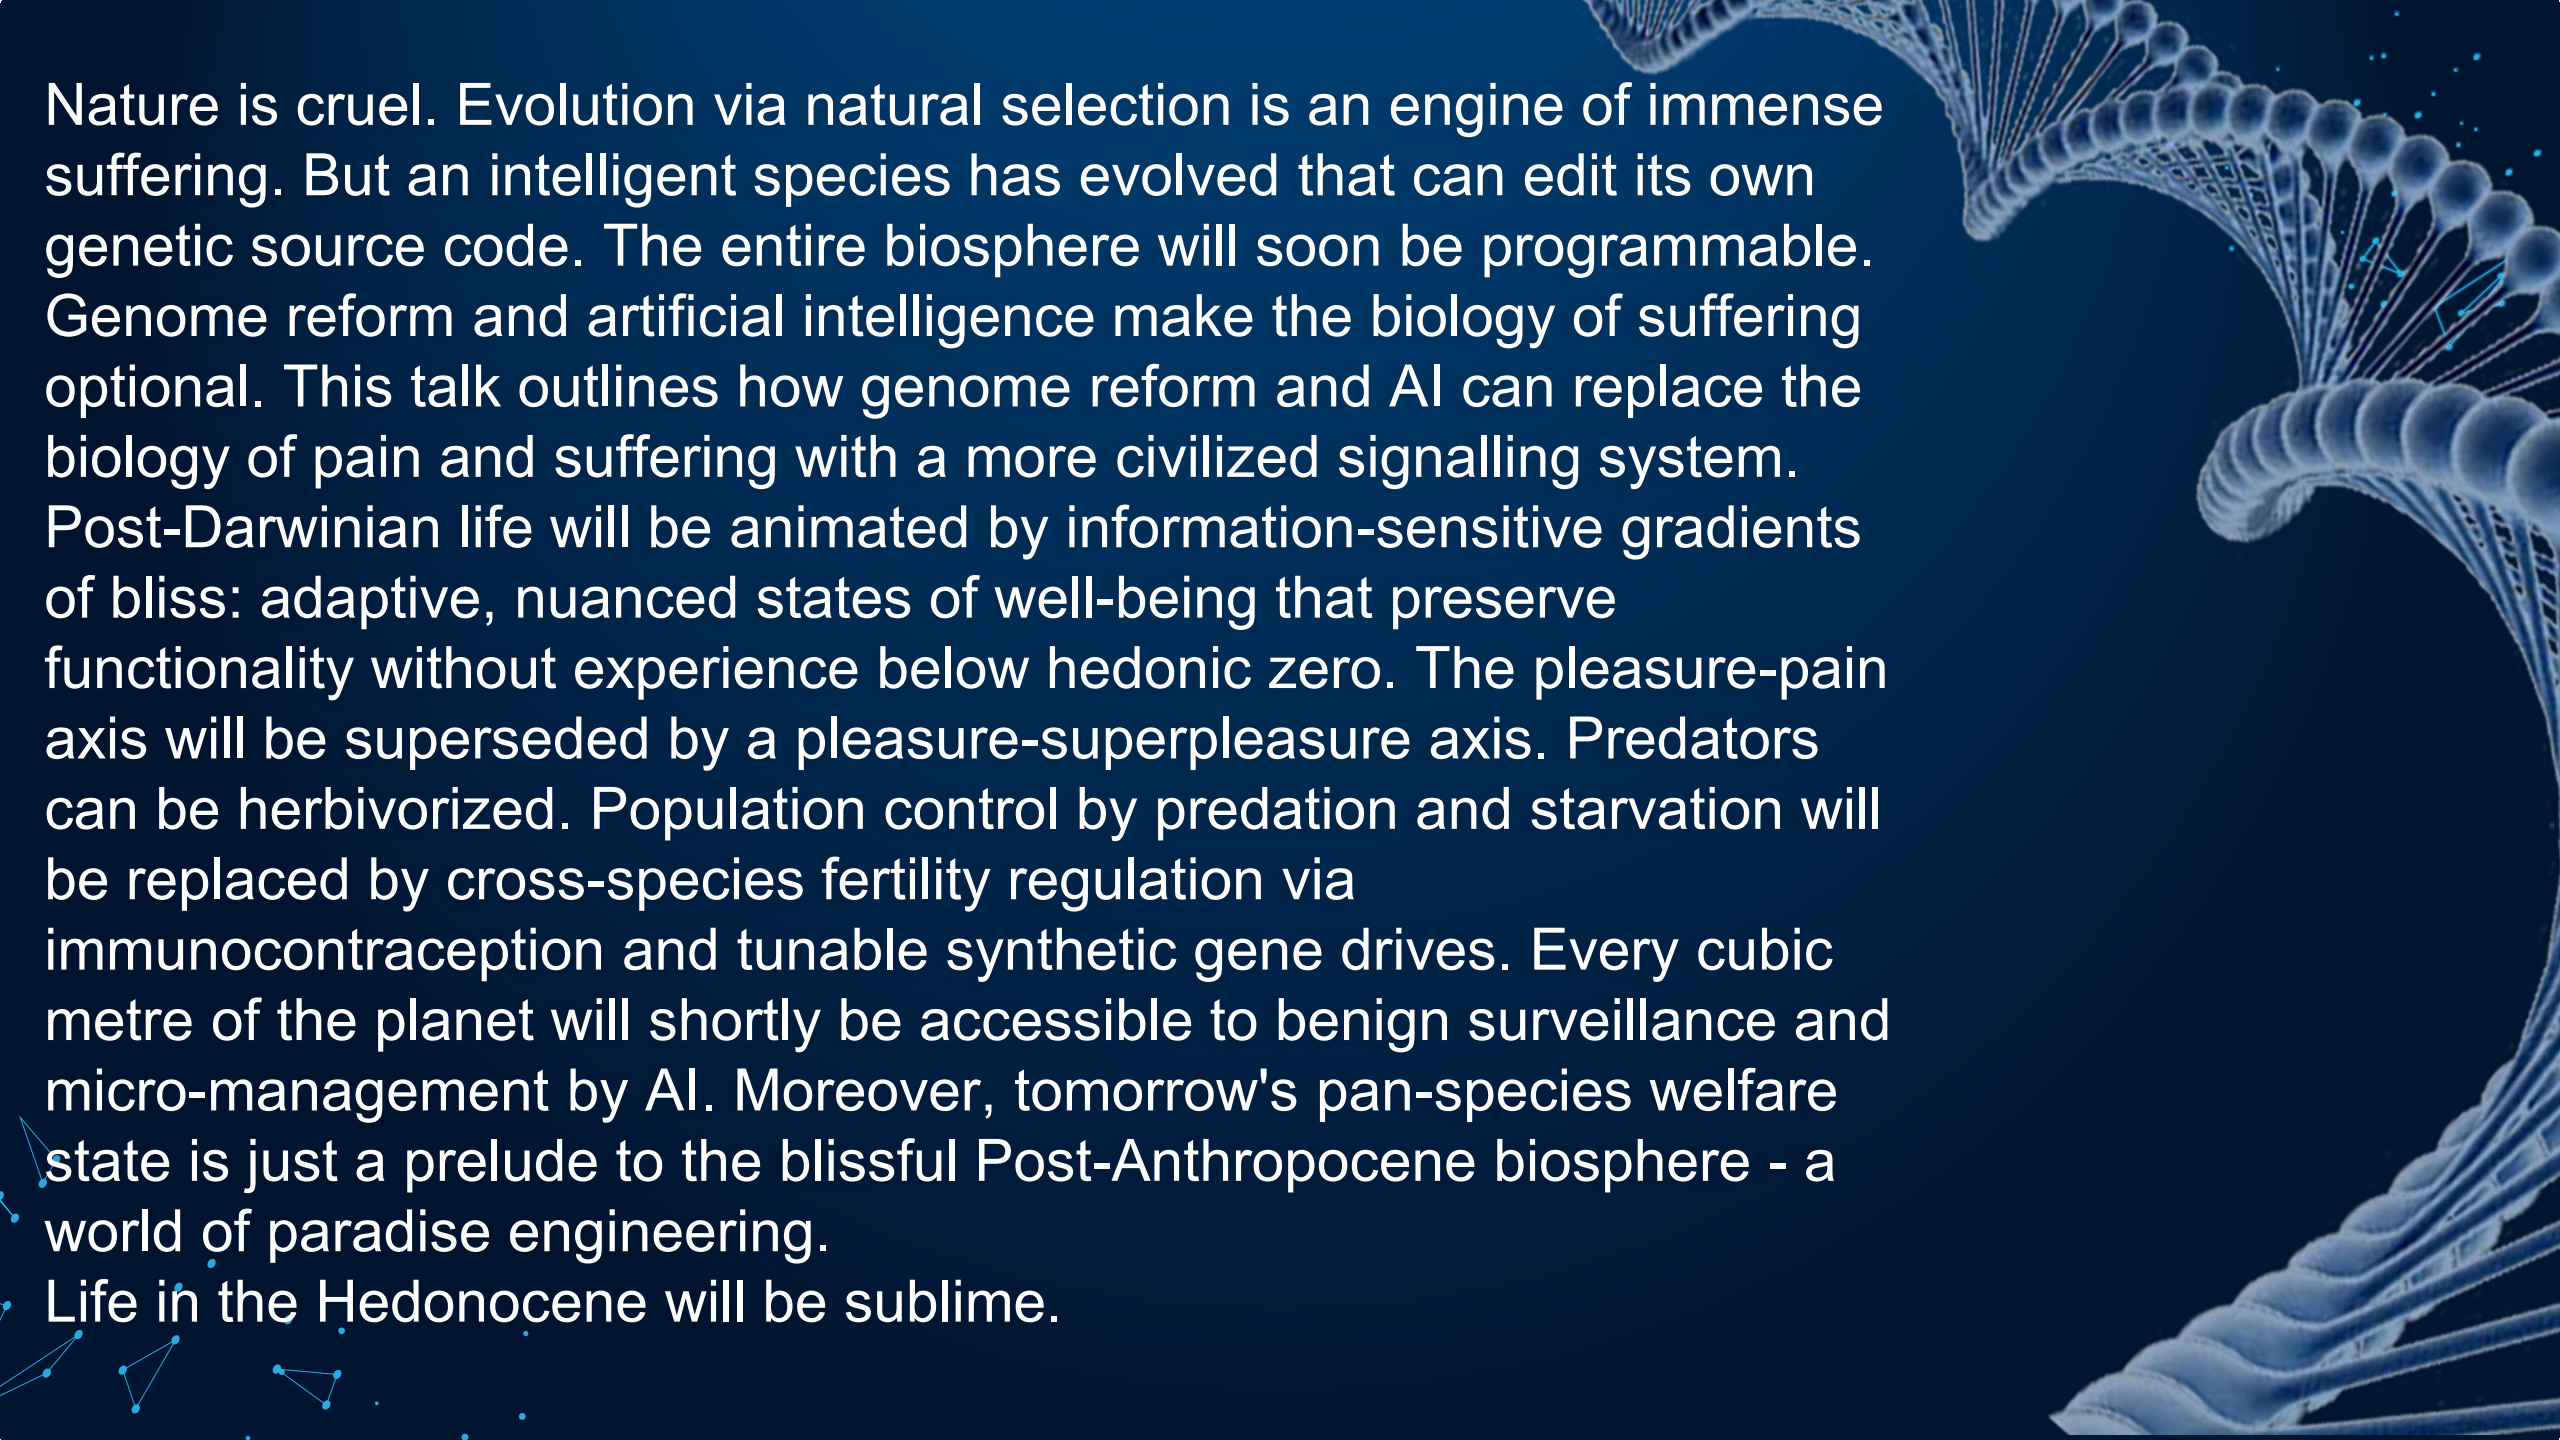 Nature is cruel. Evolution via natural selection is an engine of immense
suffering. But an intelligent species has evolved that can edit its own
genetic source code. The entire biosphere will soon be programmable.
Genome reform and artificial intelligence make the biology of suffering
optional. This talk outlines how genome reform and AI can replace the
biology of pain and suffering with a more civilized signalling system.
Post-Darwinian life will be animated by information-sensitive gradients
of bliss: adaptive, nuanced states of well-being that preserve
functionality without experience below hedonic zero. The pleasure-pain
axis will be superseded by a pleasure-superpleasure axis. Predators
can be herbivorized. Population control by predation and starvation will
be replaced by cross-species fertility regulation via
immunocontraception and tunable synthetic gene drives. Every cubic
metre of the planet will shortly be accessible to benign surveillance and
micro-management by AI. Moreover, tomorrow's pan-species welfare
state is just a prelude to the blissful Post-Anthropocene biosphere - a
world of paradise engineering.
Life in the Hedonocene will be sublime.